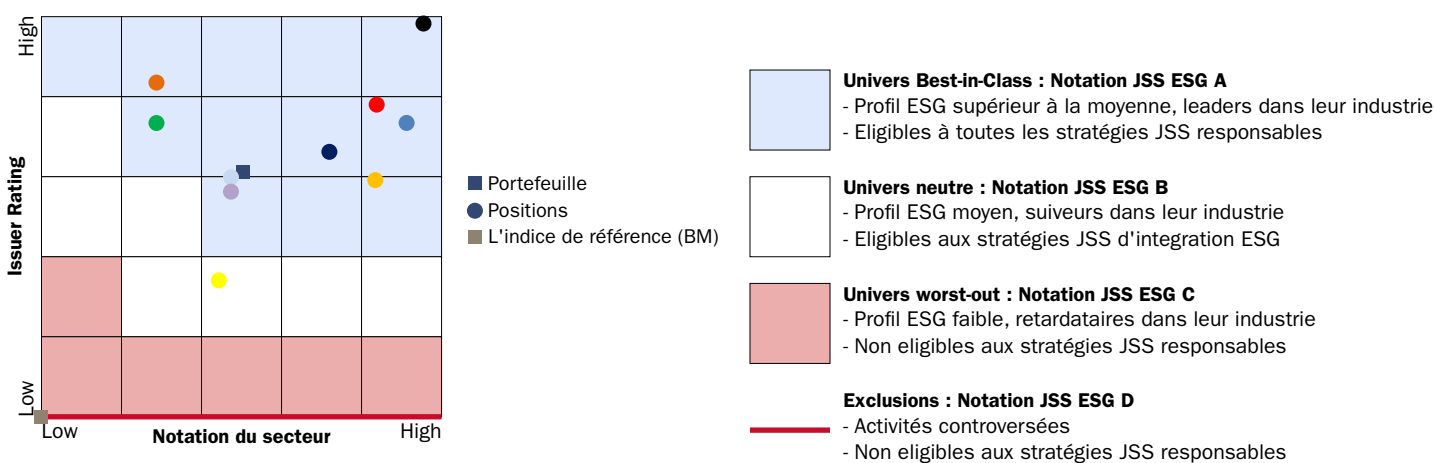 High
Issuer Rating
Low
Low
Notation du secteur
High
Portefeuille
Positions
L'indice de référence (BM)
Univers Best-in-Class : Notation JSS ESG A
- Profil ESG supérieur à la moyenne, leaders dans leur industrie
- Eligibles à toutes les stratégies JSS responsables
Univers neutre : Notation JSS ESG B
- Profil ESG moyen, suiveurs dans leur industrie
- Eligibles aux stratégies JSS d'integration ESG
Univers worst-out : Notation JSS ESG C
- Profil ESG faible, retardataires dans leur industrie
- Non eligibles aux stratégies JSS responsables
Exclusions : Notation JSS ESG D
- Activités controversées
- Non eligibles aux stratégies JSS responsables